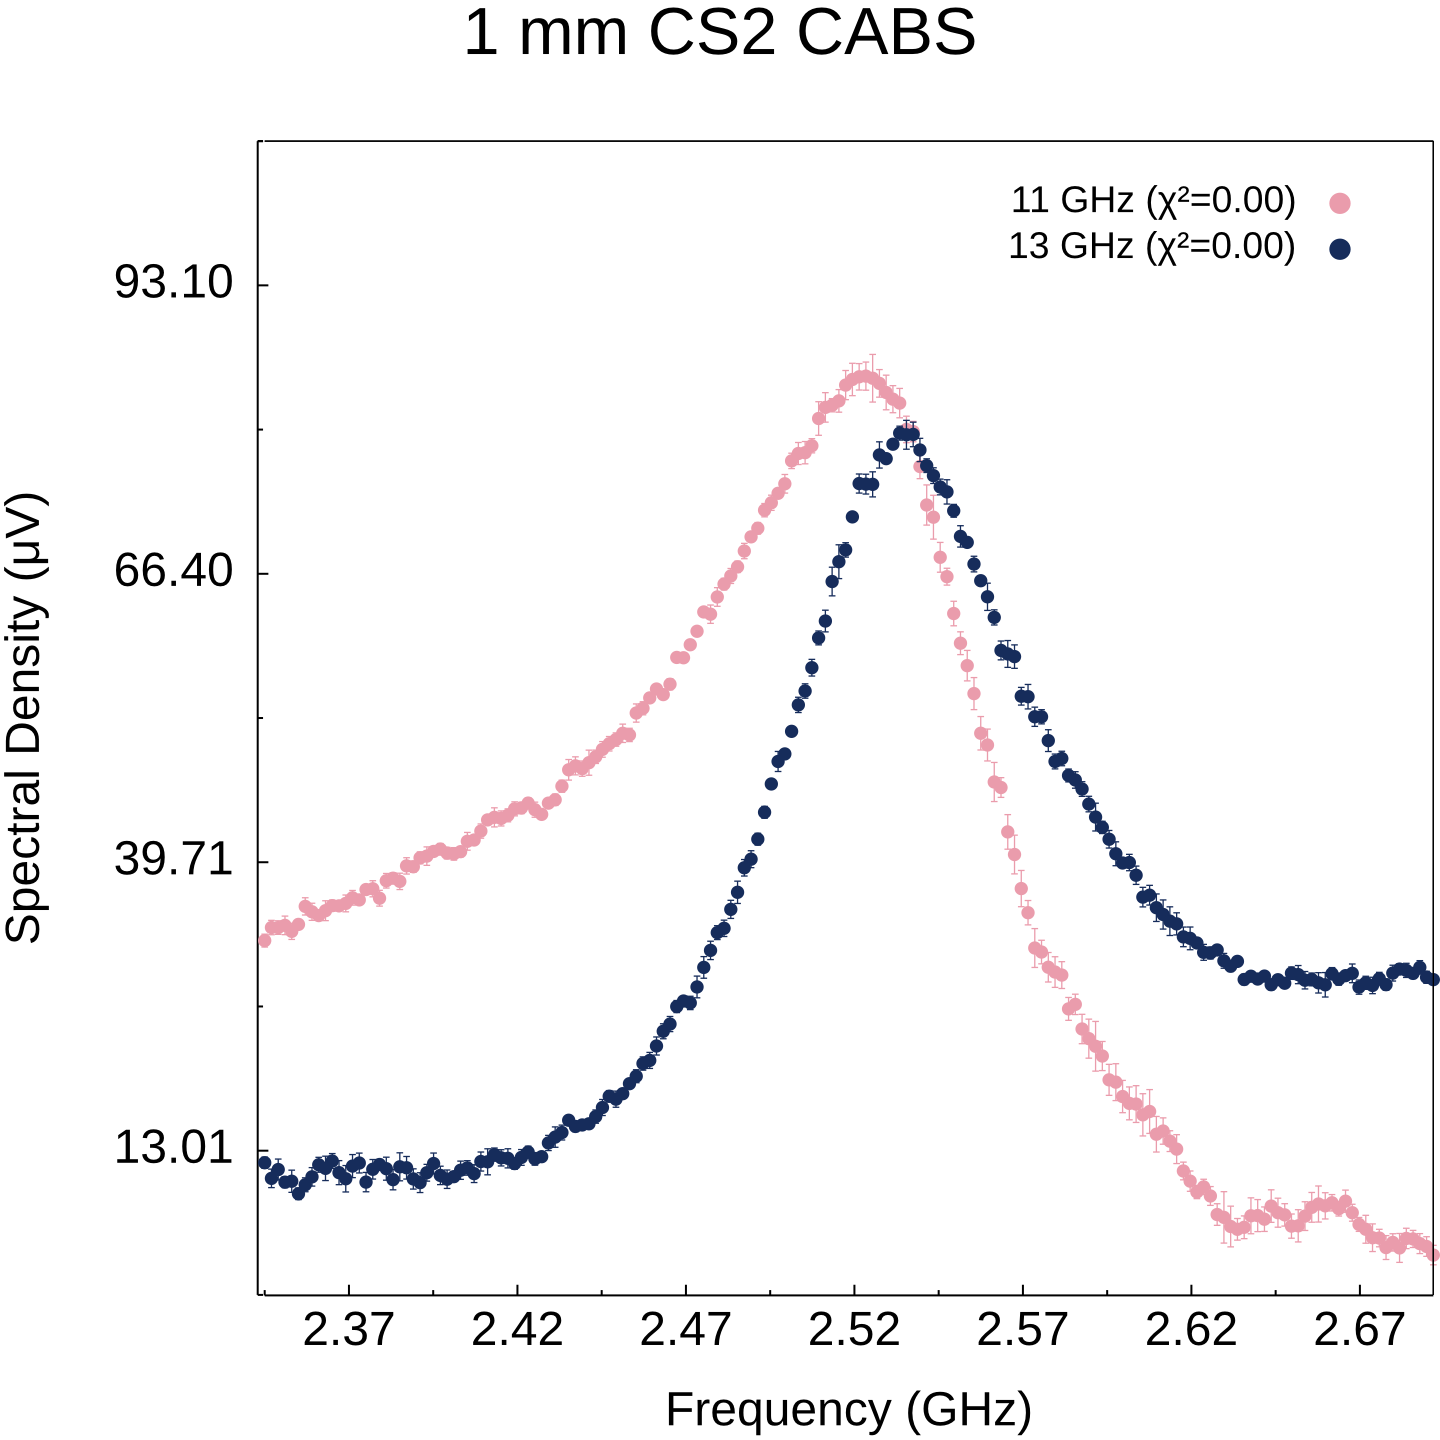 1 mm CS2 CABS
11 GHz (χ²=0.00)
13 GHz (χ²=0.00)
93.10
66.40
39.71
13.01
Spectral Density (μV)
2.37 2.42 2.47 2.52 2.57 2.62 2.67
Frequency (GHz)